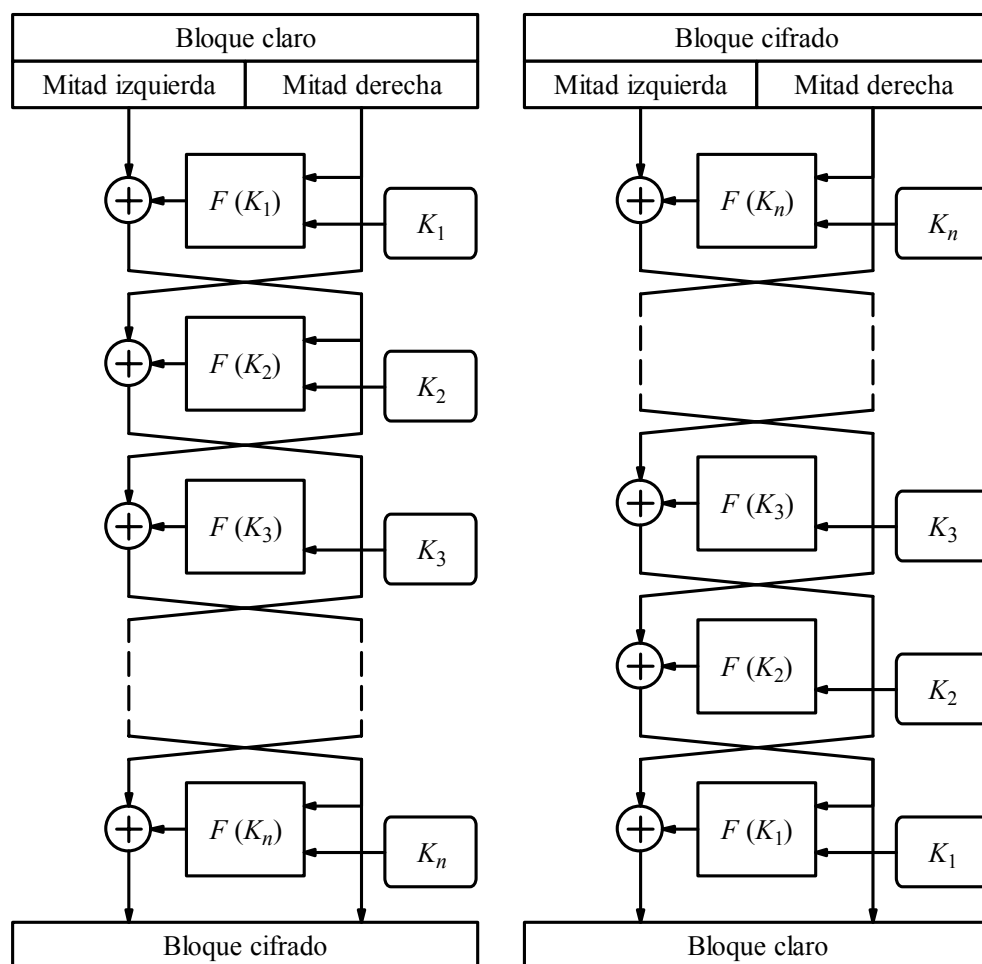 Bloque claro
Mitad izquierda Mitad derecha
F (K1)
K1
F (K2)
K2
F (K3)
K3
F (Kn)
Kn
Bloque cifrado
Bloque cifrado
Mitad izquierda Mitad derecha
F (Kn)
Kn
F (K3)
K3
F (K2)
K2
F (K1)
K1
Bloque claro